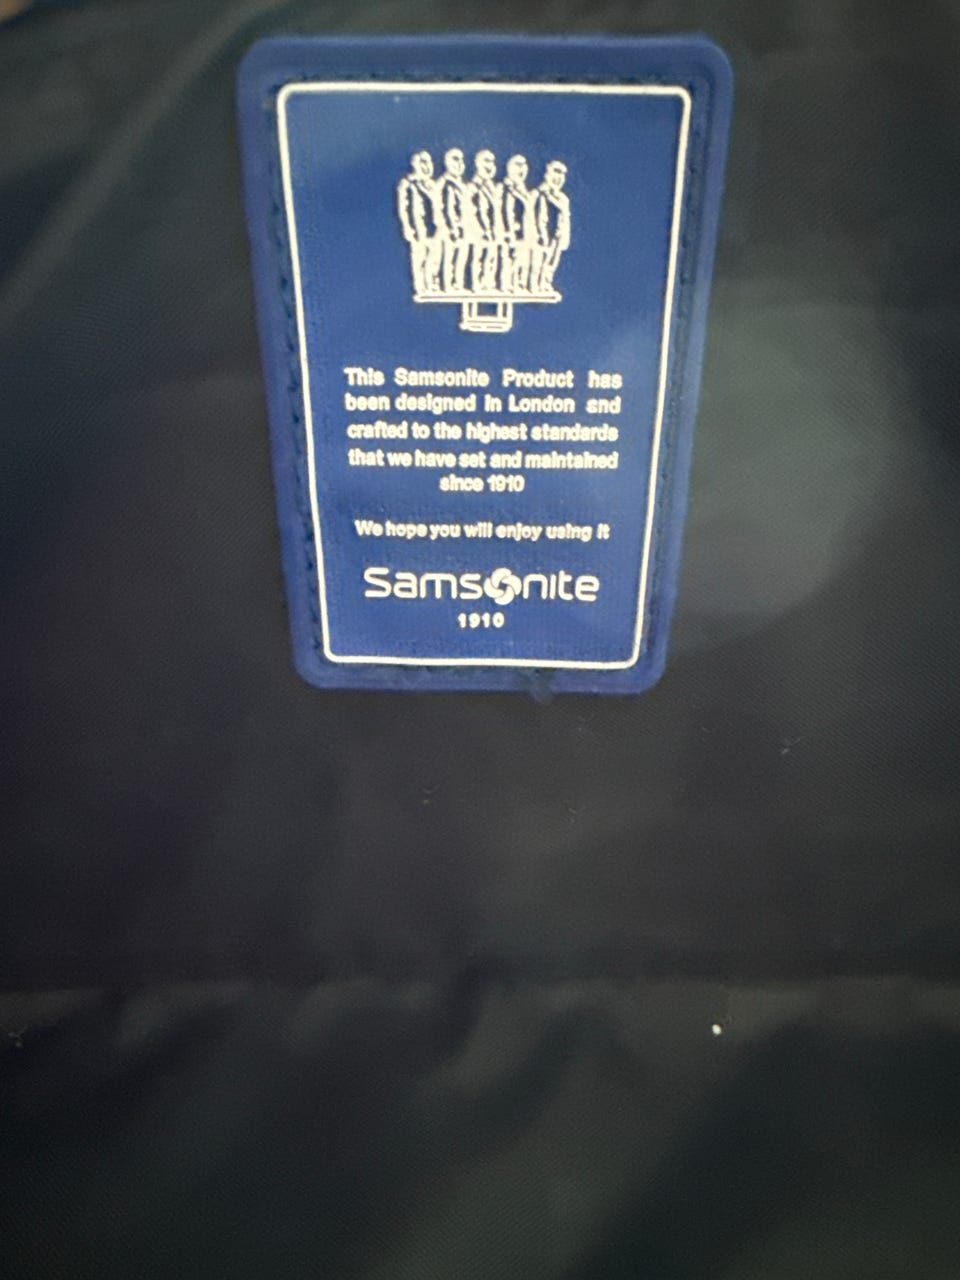 This Samsonite Product has
been designed in London and
crafted to the highest standards
that we have set and maintained
since 1910
We hope you will enjoy using it
Samsonite
1910